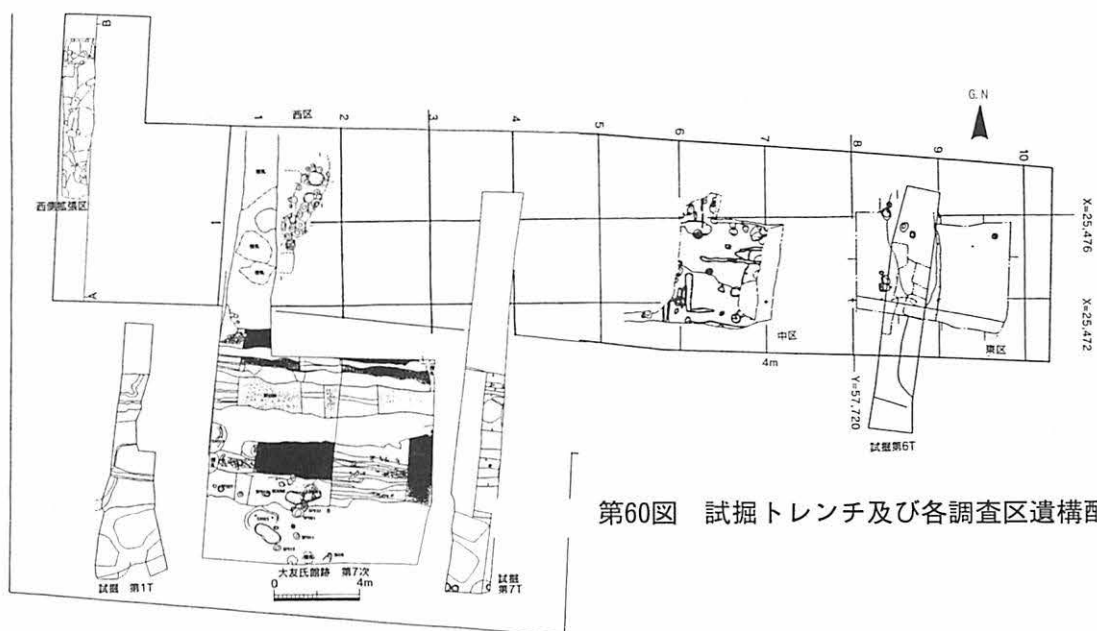 B
西側拡張区
A
1
西区
2
3
4
5
6
7
8
9
10
G.N
X=25,476
X=25,472
Y=57,720
中区
4m
東区
試掘第6T
試掘 第1T
大友氏館跡 第7次
0 4m
試掘
第7T
第60図 試掘トレンチ及び各調査区遺構配